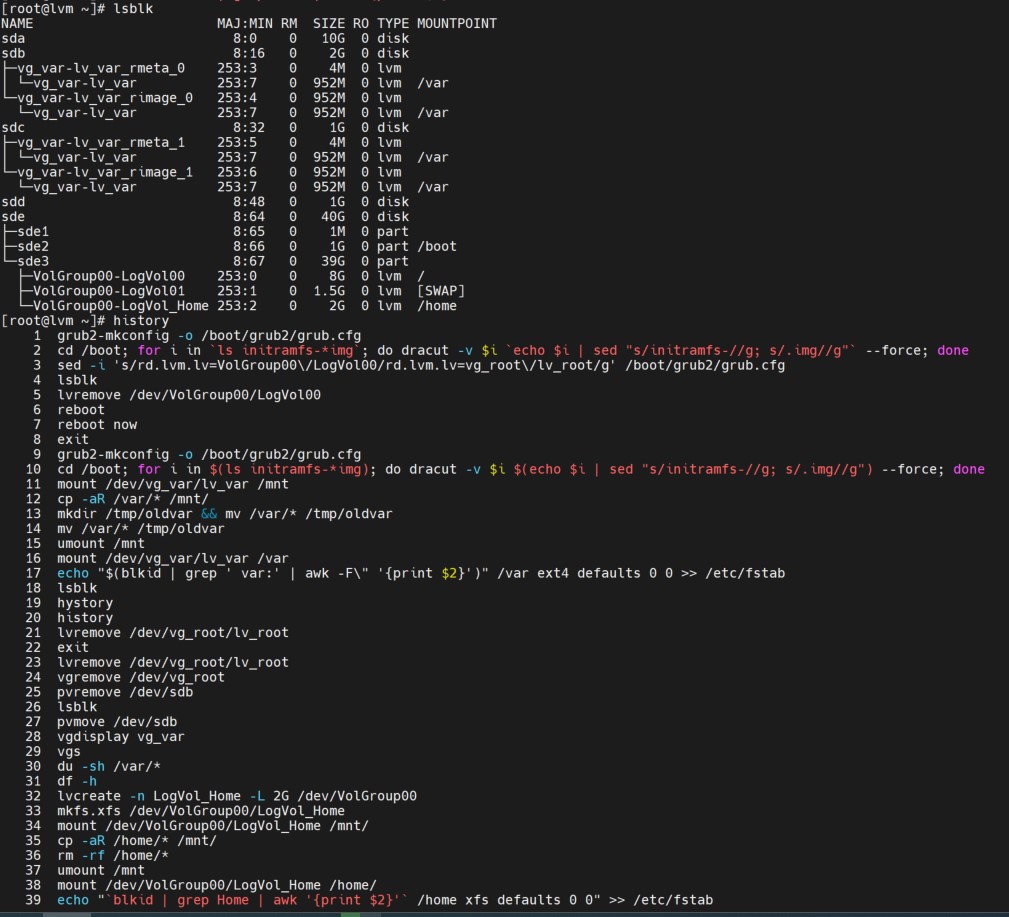 [root@lvm ~]# lsblk
NAME                       MAJ:MIN RM  SIZE RO TYPE MOUNTPOINT
sda                          8:0    0   10G  0 disk
sdb                          8:16   0    2G  0 disk
├─vg_var-lv_var_rmeta_0    253:3    0    4M  0 lvm
│ └─vg_var-lv_var          253:7    0  952M  0 lvm  /var
└─vg_var-lv_var_rimage_0   253:4    0  952M  0 lvm
  └─vg_var-lv_var          253:7    0  952M  0 lvm  /var
sdc                          8:32   0    1G  0 disk
├─vg_var-lv_var_rmeta_1    253:5    0    4M  0 lvm
│ └─vg_var-lv_var          253:7    0  952M  0 lvm  /var
└─vg_var-lv_var_rimage_1   253:6    0  952M  0 lvm
  └─vg_var-lv_var          253:7    0  952M  0 lvm  /var
sdd                          8:48   0    1G  0 disk
sde                          8:64   0   40G  0 disk
├─sde1                       8:65   0    1M  0 part
├─sde2                       8:66   0    1G  0 part /boot
└─sde3                       8:67   0   39G  0 part
  ├─VolGroup00-LogVol00    253:0    0    8G  0 lvm  /
  ├─VolGroup00-LogVol01    253:1    0  1.5G  0 lvm  [SWAP]
  └─VolGroup00-LogVol_Home 253:2    0    2G  0 lvm  /home
[root@lvm ~]# history
    1  grub2-mkconfig -o /boot/grub2/grub.cfg
    2  cd /boot; for i in `ls initramfs-*img`; do dracut -v $i `echo $i | sed "s/initramfs-//g; s/.img//g"` --force; done
    3  sed -i 's/rd.lvm.lv=VolGroup00\/LogVol00/rd.lvm.lv=vg_root\/lv_root/g' /boot/grub2/grub.cfg
    4  lsblk
    5  lvremove /dev/VolGroup00/LogVol00
    6  reboot
    7  reboot now
    8  exit
    9  grub2-mkconfig -o /boot/grub2/grub.cfg
   10  cd /boot; for i in $(ls initramfs-*img); do dracut -v $i $(echo $i | sed "s/initramfs-//g; s/.img//g") --force; done
   11  mount /dev/vg_var/lv_var /mnt
   12  cp -aR /var/* /mnt/
   13  mkdir /tmp/oldvar && mv /var/* /tmp/oldvar
   14  mv /var/* /tmp/oldvar
   15  umount /mnt
   16  mount /dev/vg_var/lv_var /var
   17  echo "$(blkid | grep ' var:' | awk -F\" '{print $2}')" /var ext4 defaults 0 0 >> /etc/fstab
   18  lsblk
   19  hystory
   20  history
   21  lvremove /dev/vg_root/lv_root
   22  exit
   23  lvremove /dev/vg_root/lv_root
   24  vgremove /dev/vg_root
   25  pvremove /dev/sdb
   26  lsblk
   27  pvmove /dev/sdb
   28  vgdisplay vg_var
   29  vgs
   30  du -sh /var/*
   31  df -h
   32  lvcreate -n LogVol_Home -L 2G /dev/VolGroup00
   33  mkfs.xfs /dev/VolGroup00/LogVol_Home
   34  mount /dev/VolGroup00/LogVol_Home /mnt/
   35  cp -aR /home/* /mnt/
   36  rm -rf /home/*
   37  umount /mnt
   38  mount /dev/VolGroup00/LogVol_Home /home/
   39  echo "`blkid | grep Home | awk '{print $2}'` /home xfs defaults 0 0" >> /etc/fstab